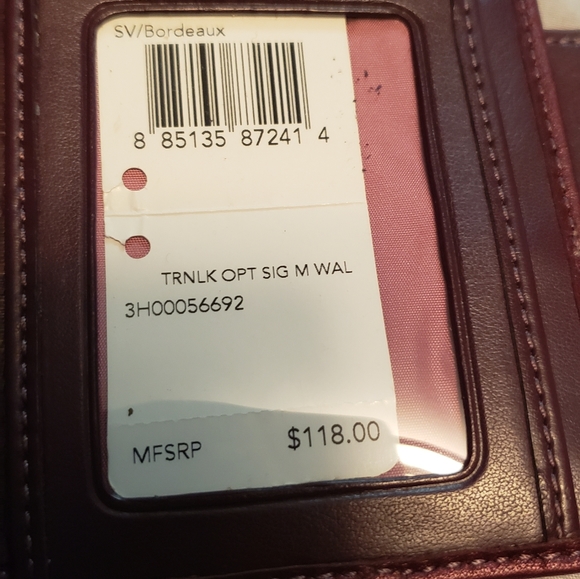 SV/Bordeaux
8 85135 87241 4
TRNLK OPT SIG M WAL
3H00056692
MFSRP $118.00